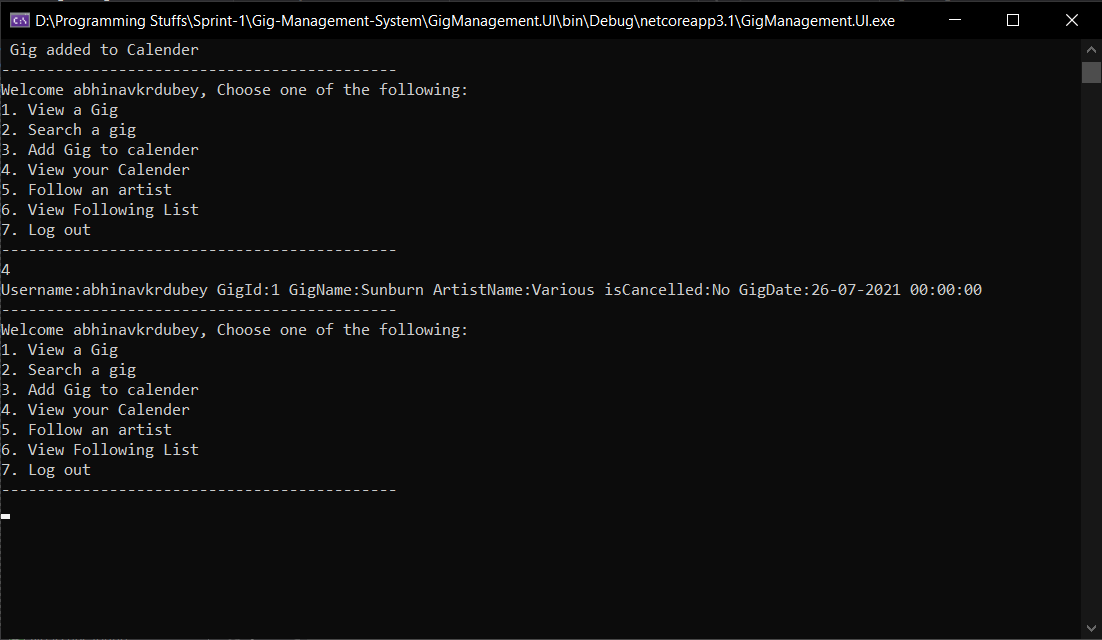 D:\Programming Stuffs\Sprint-1\Gig-Management-System\GigManagement.UI\bin\Debug\netcoreapp3.1\GigManagement.UI.exe
Gig added to Calender
--------------------------------------------
Welcome abhinavkrdubey, Choose one of the following:
1. View a Gig
2. Search a gig
3. Add Gig to calender
4. View your Calender
5. Follow an artist
6. View Following List
7. Log out
--------------------------------------------
4
Username:abhinavkrdubey GigId:1 GigName:Sunburn ArtistName:Various isCancelled:No GigDate:26-07-2021 00:00:00
--------------------------------------------
Welcome abhinavkrdubey, Choose one of the following:
1. View a Gig
2. Search a gig
3. Add Gig to calender
4. View your Calender
5. Follow an artist
6. View Following List
7. Log out
--------------------------------------------